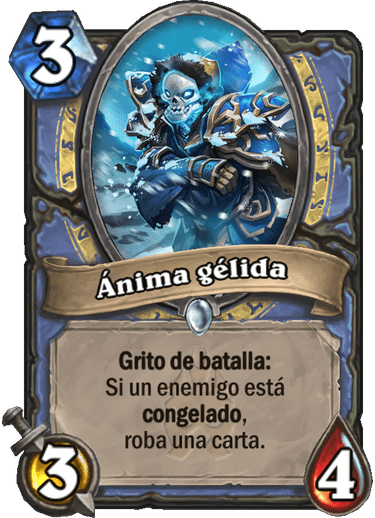 3
Ánima gélida
Grito de batalla:
Si un enemigo está
congelado,
roba una carta.
3
4